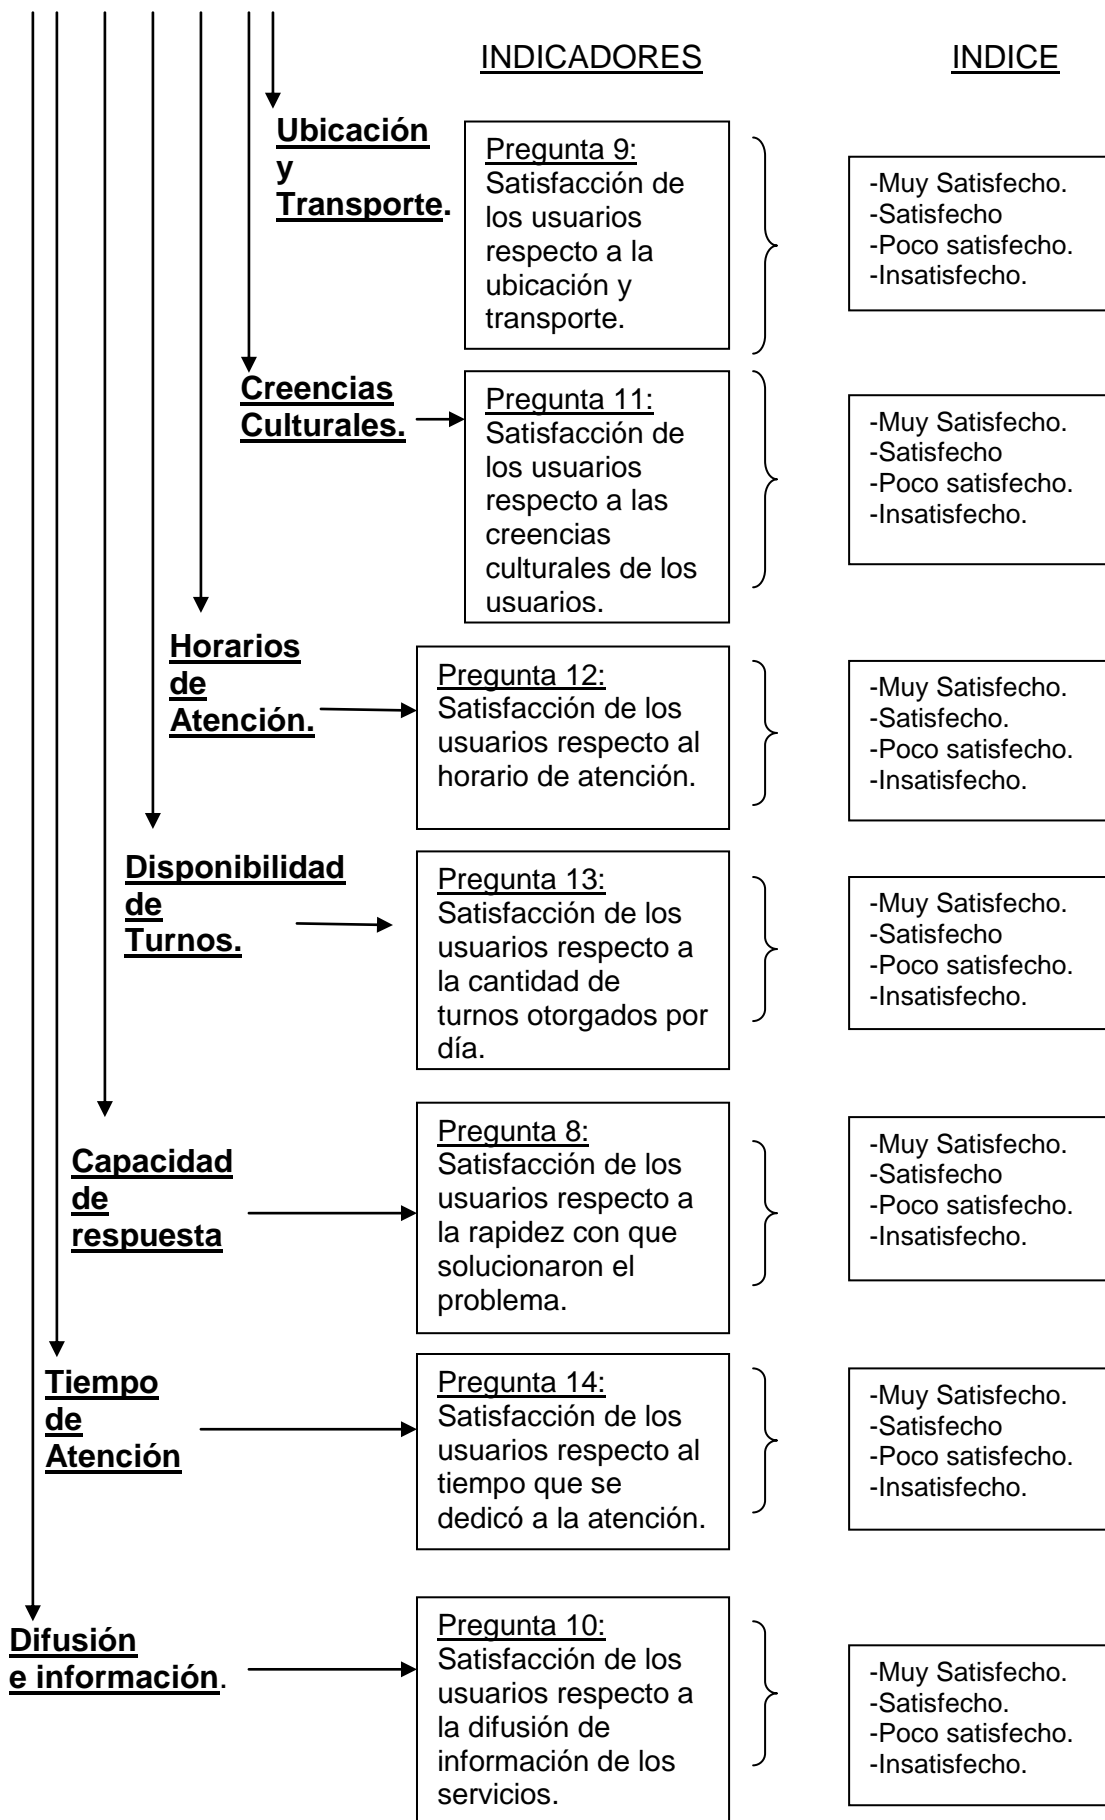 INDICADORES
INDICE
Ubicación
y
Transporte.
Pregunta 9:
Satisfacción de
los usuarios
respecto a la
ubicación y
transporte.
-Muy Satisfecho.
-Satisfecho
-Poco satisfecho.
-Insatisfecho.
Creencias
Culturales.
Pregunta 11:
Satisfacción de
los usuarios
respecto a las
creencias
culturales de los
usuarios.
-Muy Satisfecho.
-Satisfecho
-Poco satisfecho.
-Insatisfecho.
Horarios
de
Atención.
Pregunta 12:
Satisfacción de los
usuarios respecto al
horario de atención.
-Muy Satisfecho.
-Satisfecho.
-Poco satisfecho.
-Insatisfecho.
Disponibilidad
de
Turnos.
Pregunta 13:
Satisfacción de los
usuarios respecto a
la cantidad de
turnos otorgados por
día.
-Muy Satisfecho.
-Satisfecho
-Poco satisfecho.
-Insatisfecho.
Capacidad
de
respuesta
Pregunta 8:
Satisfacción de los
usuarios respecto a
la rapidez con que
solucionaron el
problema.
-Muy Satisfecho.
-Satisfecho
-Poco satisfecho.
-Insatisfecho.
Tiempo
de
Atención
Pregunta 14:
Satisfacción de los
usuarios respecto al
tiempo que se
dedicó a la atención.
-Muy Satisfecho.
-Satisfecho
-Poco satisfecho.
-Insatisfecho.
Difusión
e información.
Pregunta 10:
Satisfacción de los
usuarios respecto a
la difusión de
información de los
servicios.
-Muy Satisfecho.
-Satisfecho.
-Poco satisfecho.
-Insatisfecho.